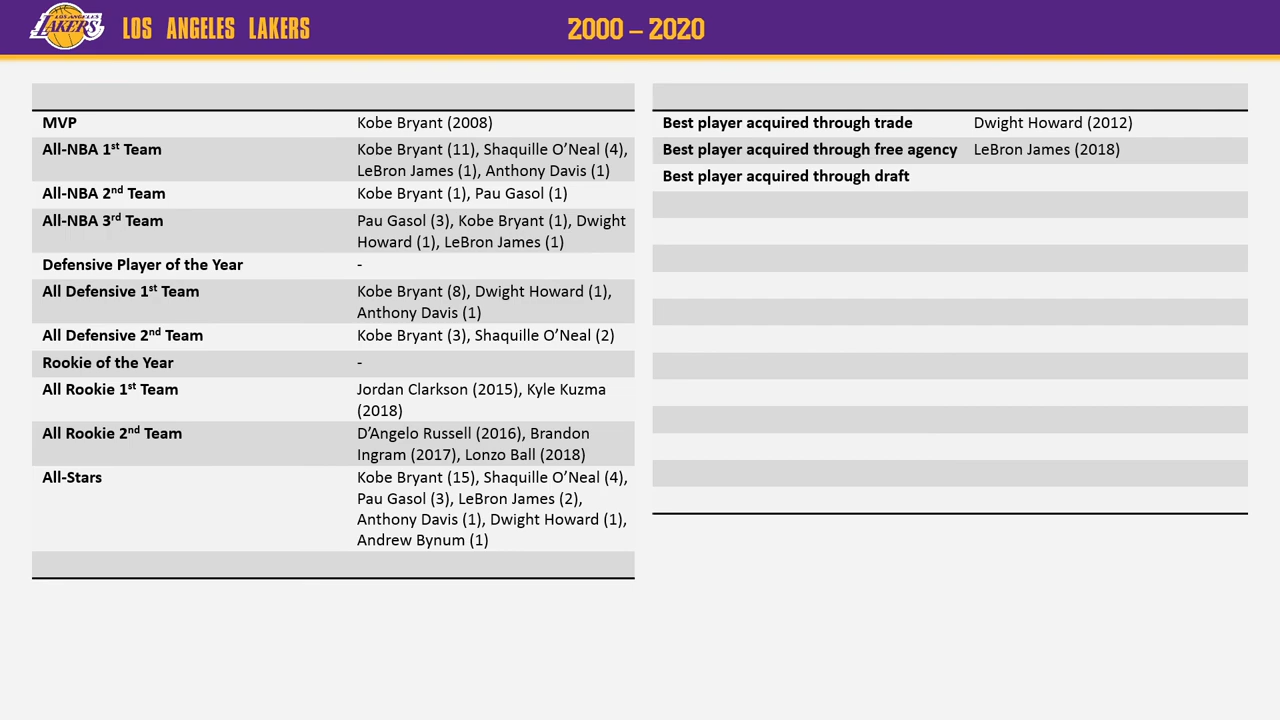 LOS ANGELES LAKERS
LOS ANGELES LAKERS
2000 – 2020
MVP
Kobe Bryant (2008)
All-NBA 1st Team
Kobe Bryant (11), Shaquille O’Neal (4),
LeBron James (1), Anthony Davis (1)
All-NBA 2nd Team
Kobe Bryant (1), Pau Gasol (1)
All-NBA 3rd Team
Pau Gasol (3), Kobe Bryant (1), Dwight
Howard (1), LeBron James (1)
Defensive Player of the Year
-
All Defensive 1st Team
Kobe Bryant (8), Dwight Howard (1),
Anthony Davis (1)
All Defensive 2nd Team
Kobe Bryant (3), Shaquille O’Neal (2)
Rookie of the Year
-
All Rookie 1st Team
Jordan Clarkson (2015), Kyle Kuzma
(2018)
All Rookie 2nd Team
D’Angelo Russell (2016), Brandon
Ingram (2017), Lonzo Ball (2018)
All-Stars
Kobe Bryant (15), Shaquille O’Neal (4),
Pau Gasol (3), LeBron James (2),
Anthony Davis (1), Dwight Howard (1),
Andrew Bynum (1)
Best player acquired through trade
Dwight Howard (2012)
Best player acquired through free agency
LeBron James (2018)
Best player acquired through draft